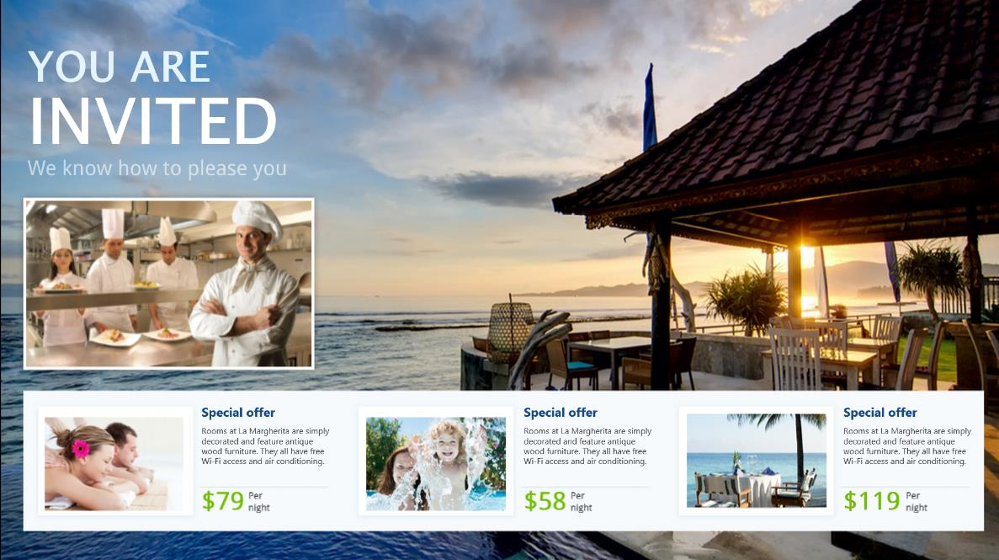 YOU ARE
INVITED
We know how to please you
Special offer
Rooms at La Margherita are simply
decorated and feature antique
wood furniture. They all have free
Wi-Fi access and air conditioning.
$79 Per
night
Special offer
Rooms at La Margherita are simply
decorated and feature antique
wood furniture. They all have free
Wi-Fi access and air conditioning.
$58 Per
night
Special offer
Rooms at La Margherita are simply
decorated and feature antique
wood furniture. They all have free
Wi-Fi access and air conditioning.
$119 Per
night